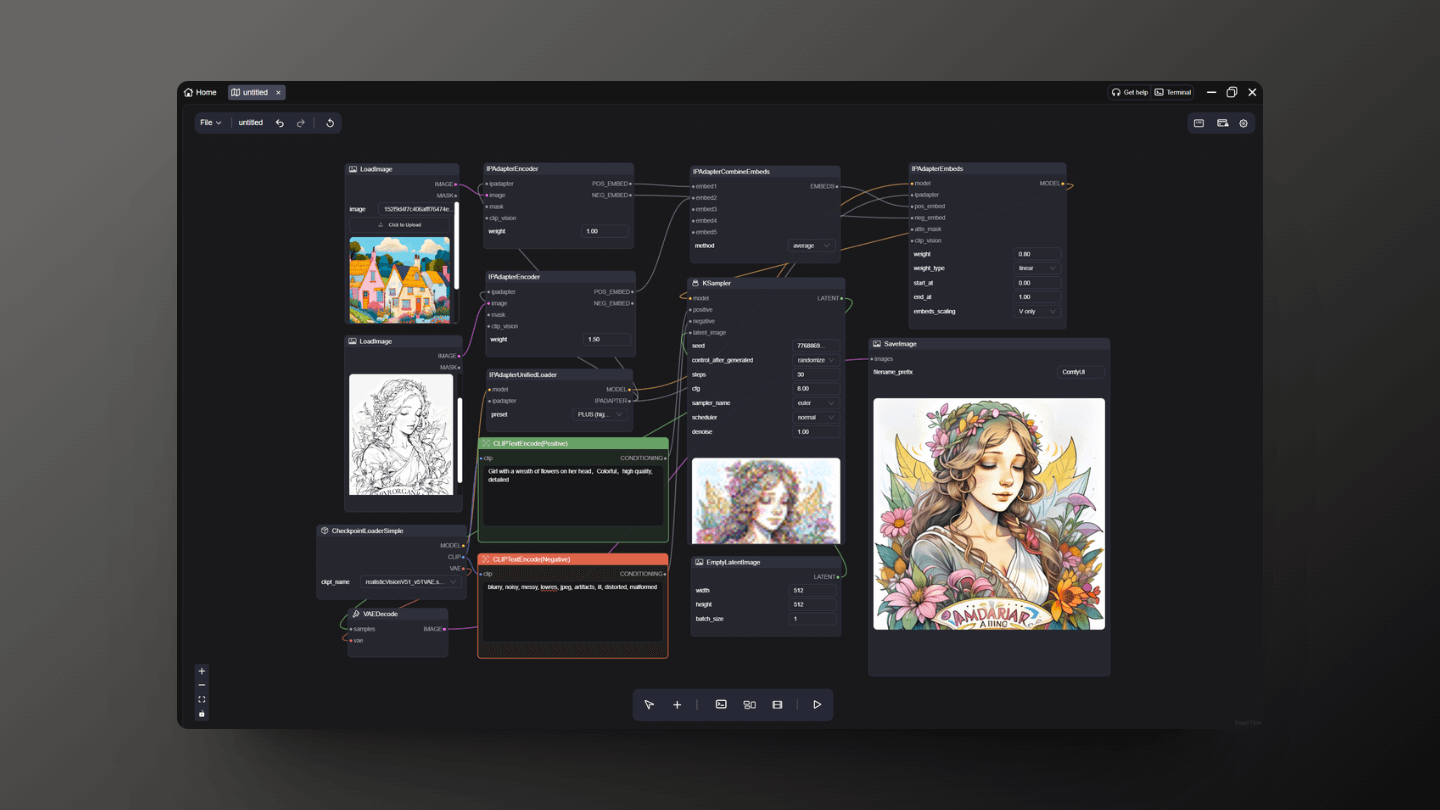 Home
untitled
Get help
Terminal
File
untitled
LoadImage
IMAGE
MASK
image
152f9d4f7c406afff76474e...
Click to Upload
LoadImage
IMAGE
MASK
CheckpointLoaderSimple
MODEL
CLIP
VAE
ckpt_name
realisticVisionV51_v51VAE.s...
VAEDecode
samples
IMAGE
vae
IPAdapterEncoder
ipadapter
POS_EMBED
image
NEG_EMBED
mask
clip_vision
weight
1.00
IPAdapterEncoder
ipadapter
POS_EMBED
image
NEG_EMBED
mask
clip_vision
weight
1.50
IPAdapterUnifiedLoader
model
MODEL
ipadapter
IPADAPTER
preset
PLUS (hig...
CLIPTextEncode(Positive)
clip
CONDITIONING
Girl with a wreath of flowers on her head，Colorful，high quality,
detailed
CLIPTextEncode(Negative)
clip
CONDITIONING
blurry, noisy, messy, lowres, jpeg, artifacts, ill, distorted, malformed
IPAdapterCombineEmbeds
embed1
EMBEDS
embed2
embed3
embed4
embed5
method
average
KSampler
model
LATENT
positive
negative
latent_image
seed
7768869...
control_after_generated
randomize
steps
30
cfg
8.00
sampler_name
euler
scheduler
normal
denoise
1.00
EmptyLatentImage
LATENT
width
512
height
512
batch_size
1
IPAdapterEmbeds
model
MODEL
ipadapter
pos_embed
neg_embed
attn_mask
clip_vision
weight
0.80
weight_type
linear
start_at
0.00
end_at
1.00
embeds_scaling
V only
SaveImage
images
filename_prefix
ComfyUI
AMDARIAR
React Flow